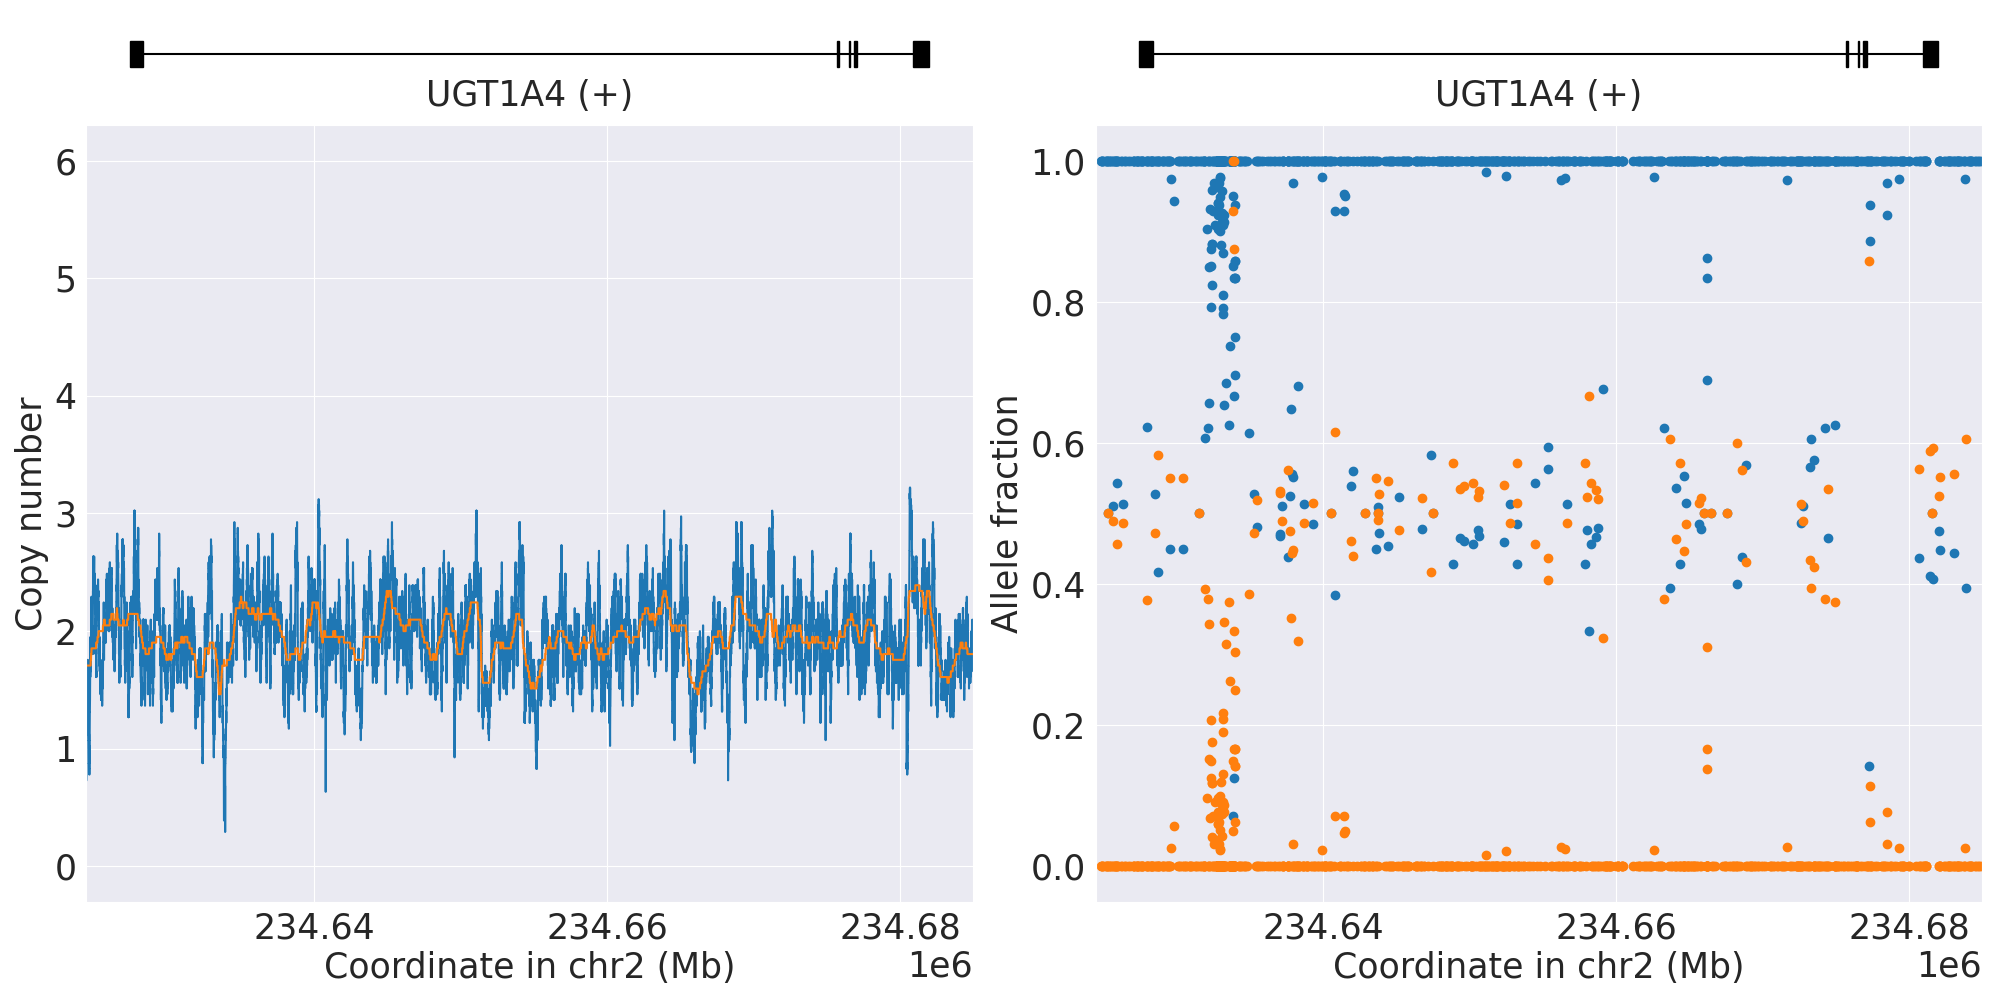 UGT1A4 (+)
Copy number
6
5
4
3
2
1
0
234.64
234.66
234.68
1e6
Coordinate in chr2 (Mb)
UGT1A4 (+)
Allele fraction
1.0
0.8
0.6
0.4
0.2
0.0
234.64
234.66
234.68
1e6
Coordinate in chr2 (Mb)